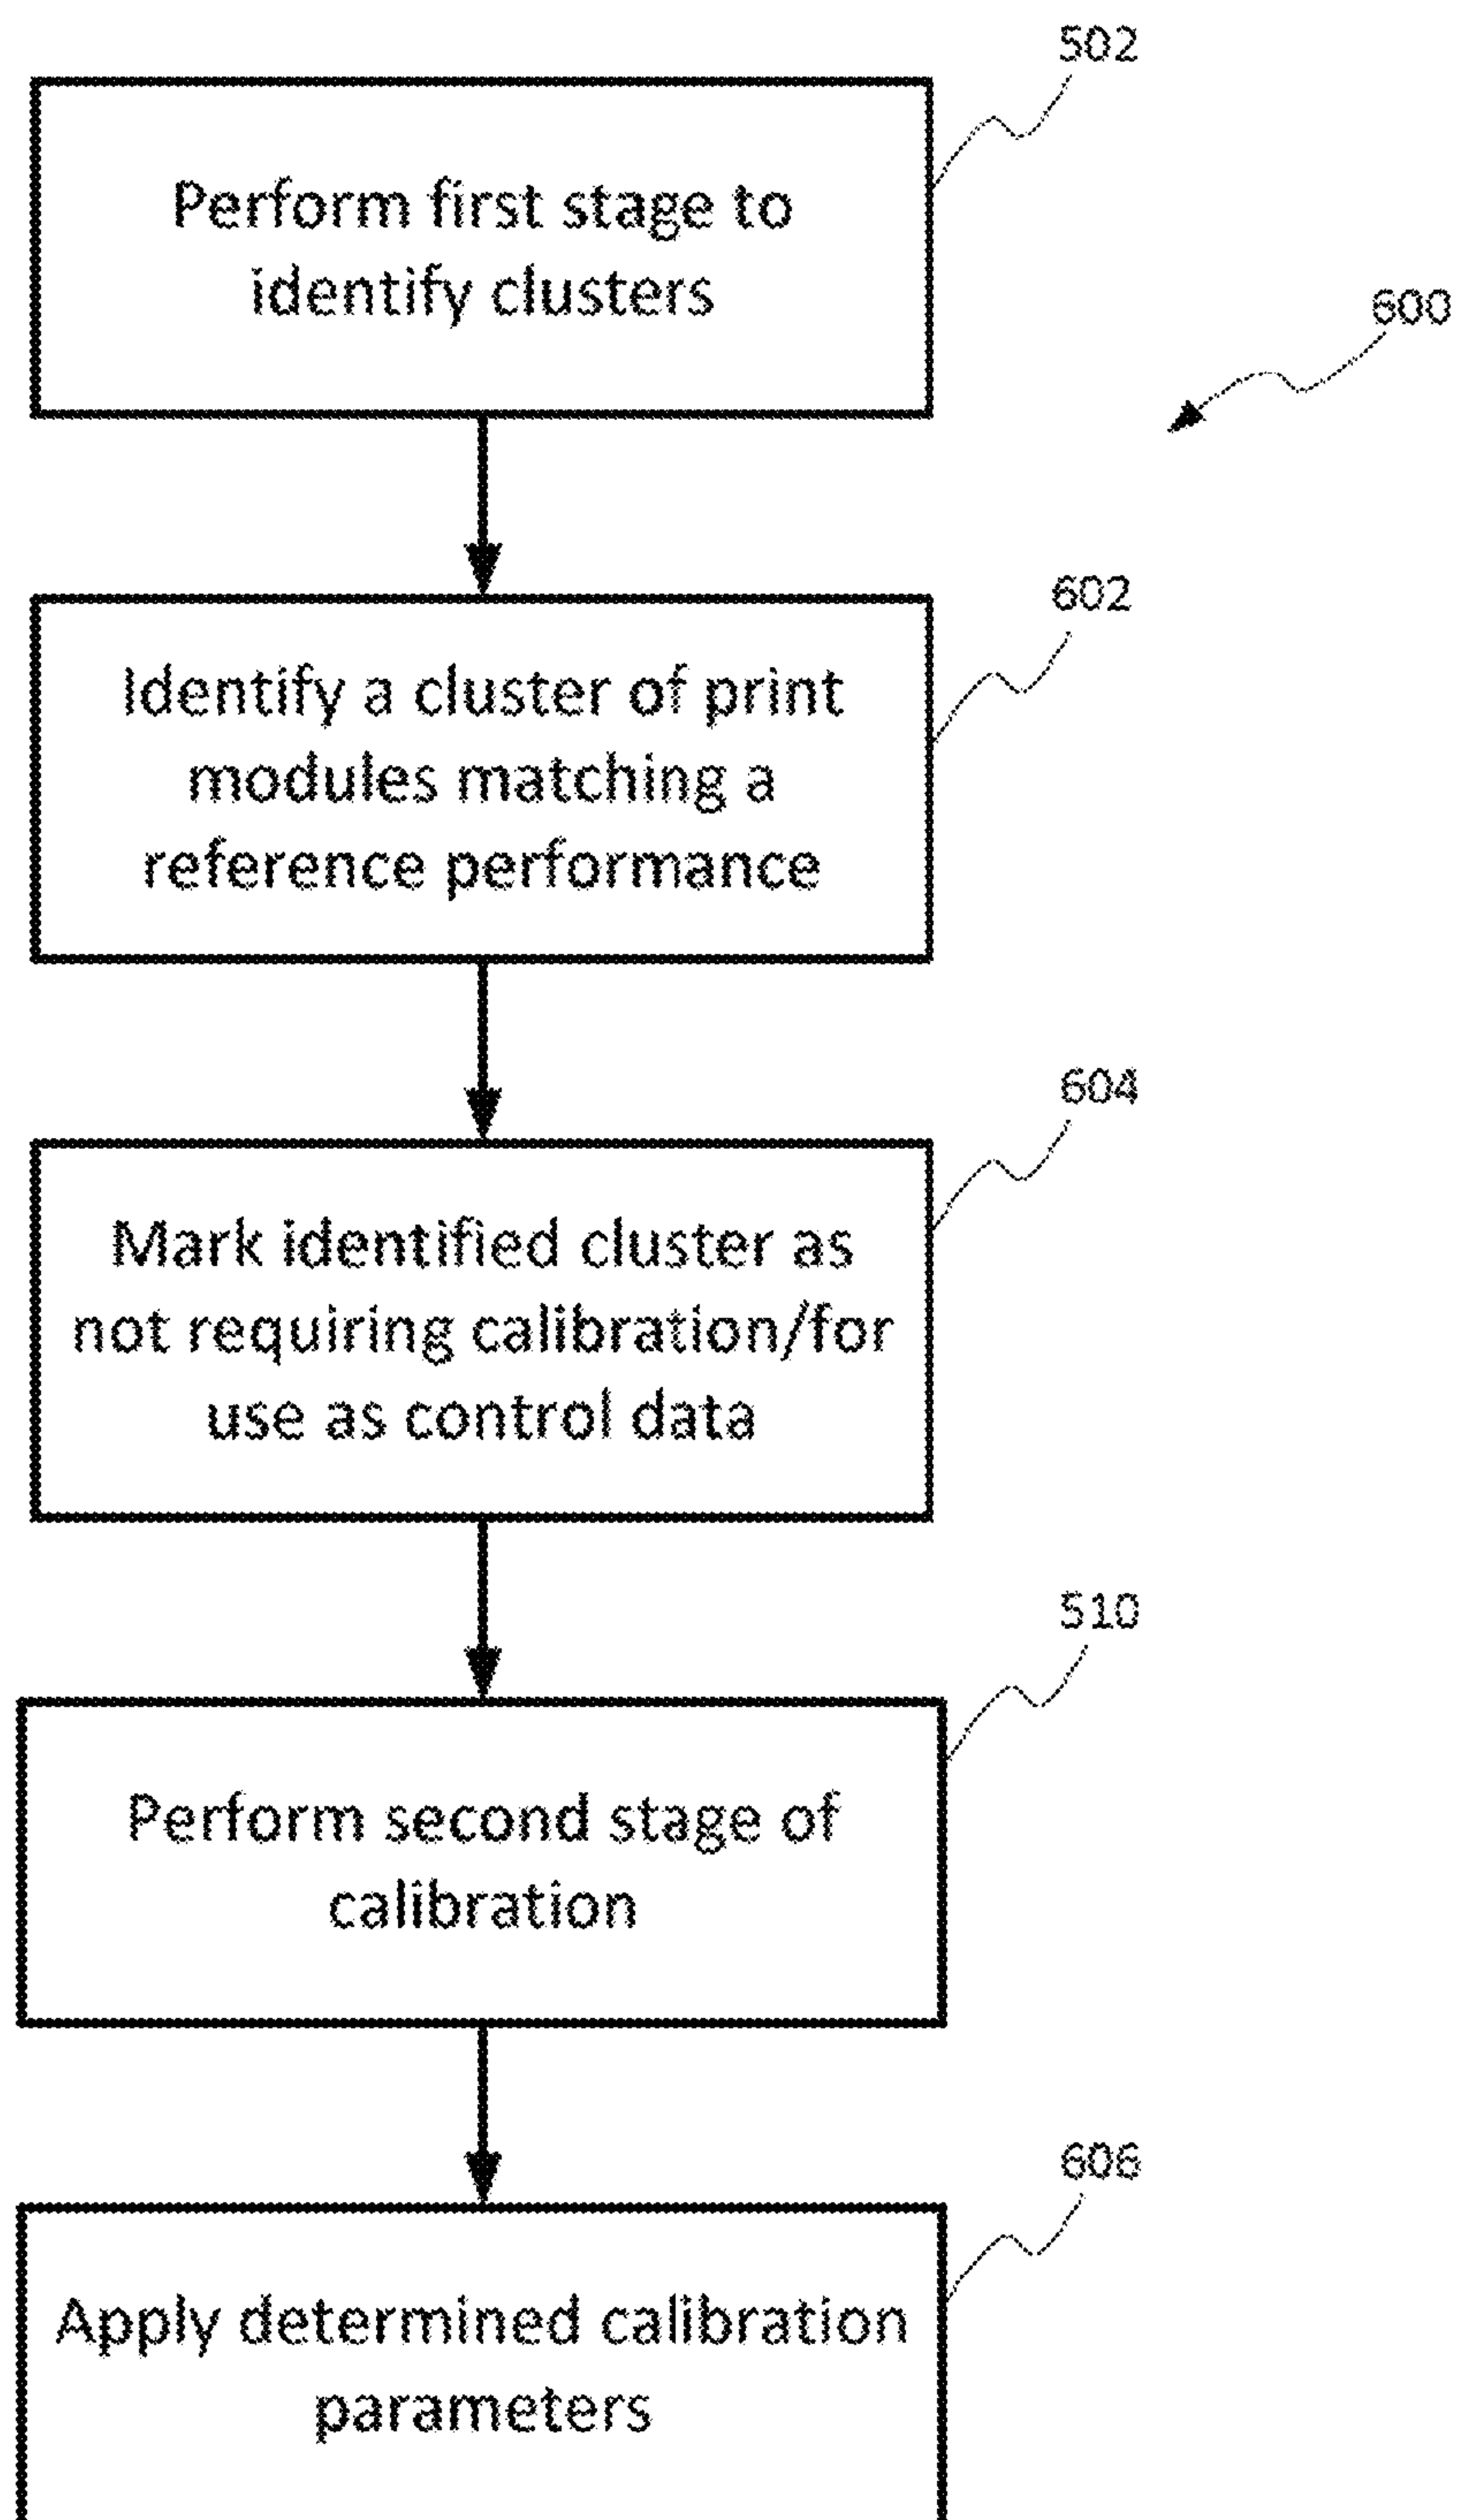 502
Perform first stage to
identify clusters
600
602
Identify a cluster of print
modules matching a
reference performance
604
Mark identified cluster as
not requiring calibration/for
use as control data
510
Perform second stage of
calibration
606
Apply determined calibration
parameters